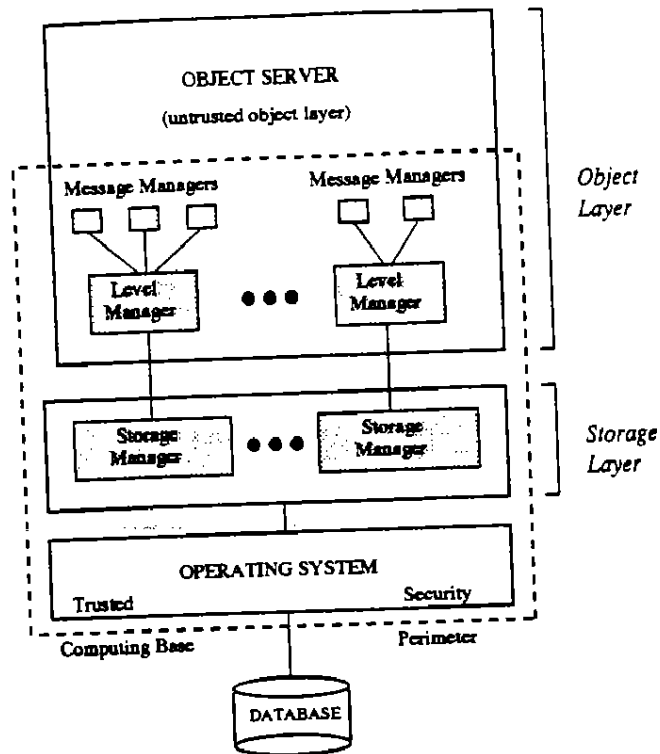 OBJECT SERVER
(untrusted object layer)
Message Managers
Message Managers
Object
Layer
Level
Manager
Level
Manager
Storage
Manager
Storage
Manager
Storage
Layer
OPERATING SYSTEM
Trusted
Security
Computing Base
Perimeter
DATABASE